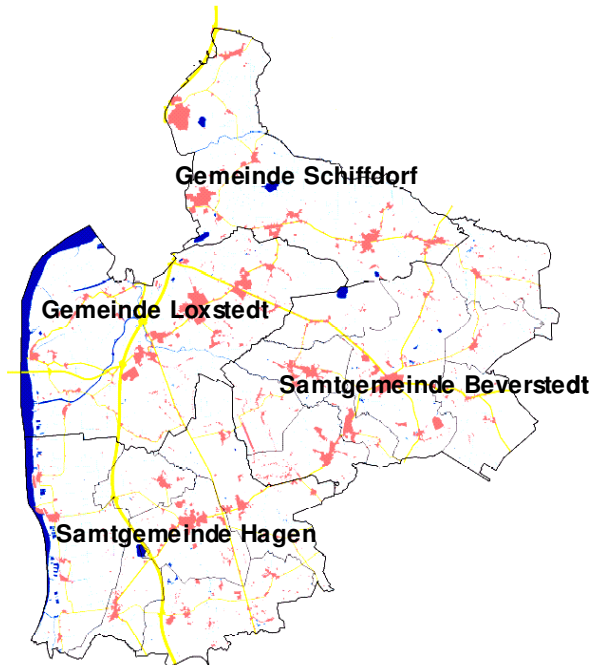 Gemeinde Schiffdorf
Gemeinde Loxstedt
Samtgemeinde Beverstedt
Samtgemeinde Hagen